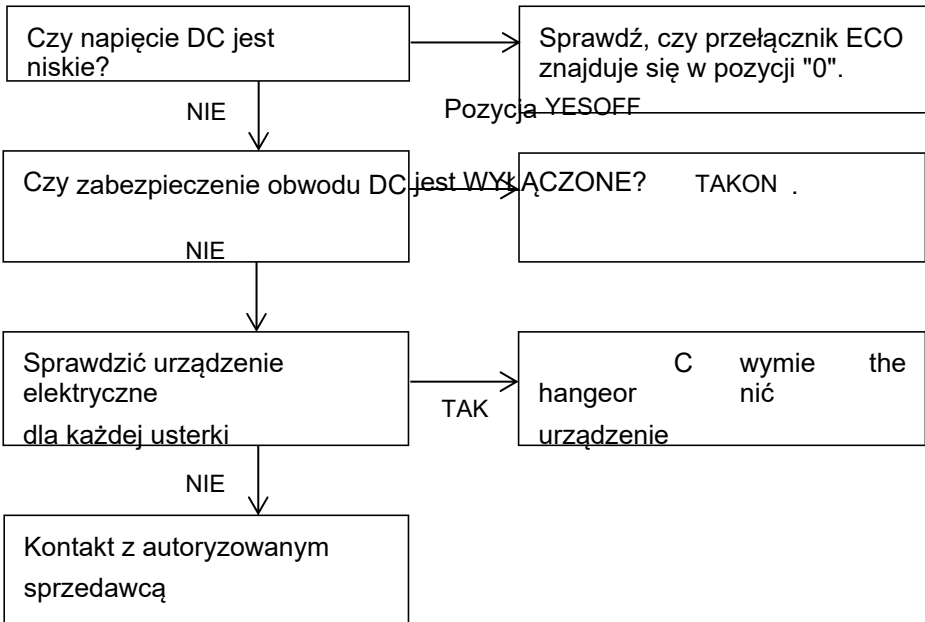 Czy napięcie DC jest
niskie?
Sprawdź, czy przełącznik ECO
znajduje się w pozycji "0".
NIE
Pozycja YESOFF
Czy zabezpieczenie obwodu DC jest WYŁĄCZONE? TAKON .
NIE
Sprawdzić urządzenie
elektryczne
dla każdej usterki
TAK
C wymie the
hangeor nić
urządzenie
NIE
Kontakt z autoryzowanym
sprzedawcą